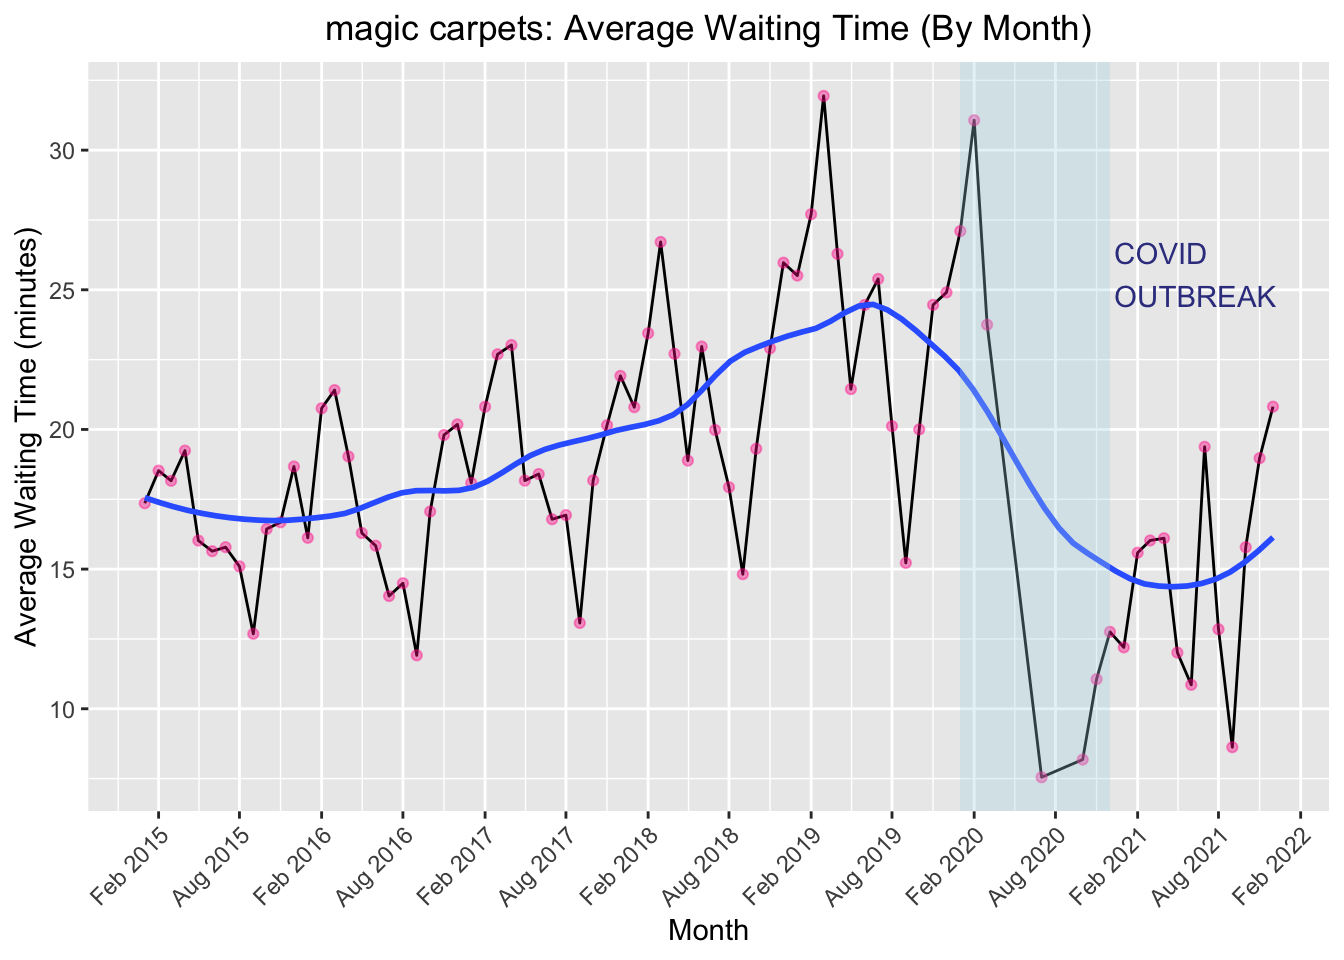 magic carpets: Average Waiting Time (By Month)
Average Waiting Time (minutes)
30
25
20
15
10
COVID
OUTBREAK
Feb 2015
Aug 2015
Feb 2016
Aug 2016
Feb 2017
Aug 2017
Feb 2018
Aug 2018
Feb 2019
Aug 2019
Feb 2020
Aug 2020
Feb 2021
Aug 2021
Feb 2022
Month